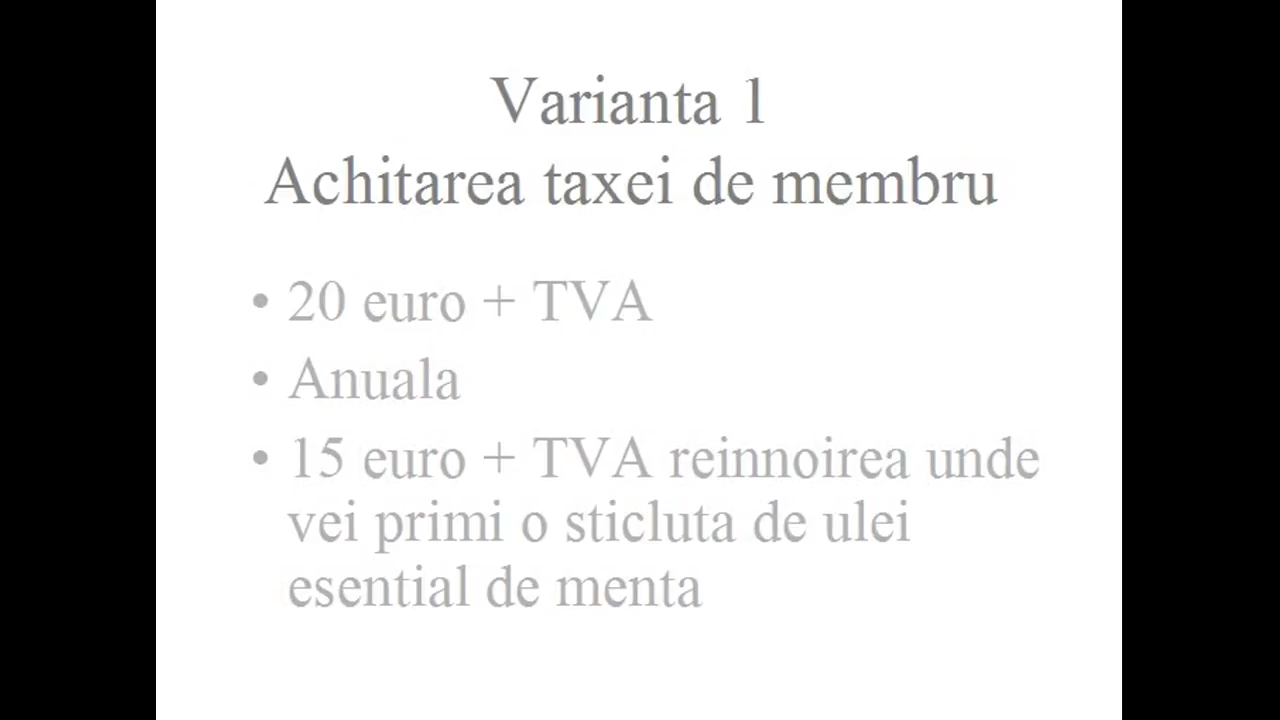 Varianta 1
Achitarea taxei de membru
• 20 euro + TVA
• Anuala
• 15 euro + TVA reinnoirea unde
vei primi o sticluta de ulei
esential de menta